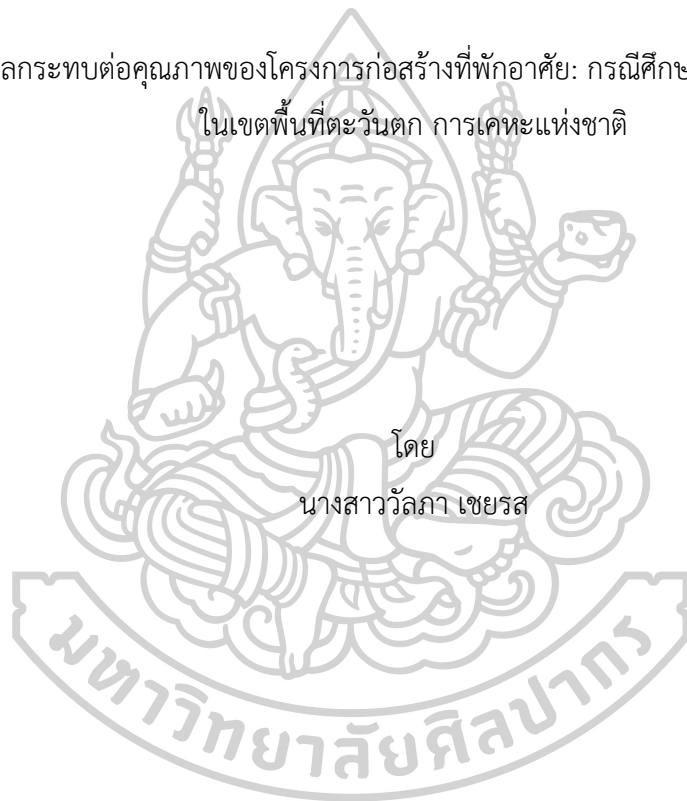 ลกระทบต่อคุณภาพของโครงการก่อสร้างที่พักอาศัย: กรณีศึกษ
ในเขตพื้นที่ตะวันตก การเคหะแห่งชาติ
โดย
นางสาววัลภา เชยรส
มหาวิทยาลัยศิลปากร